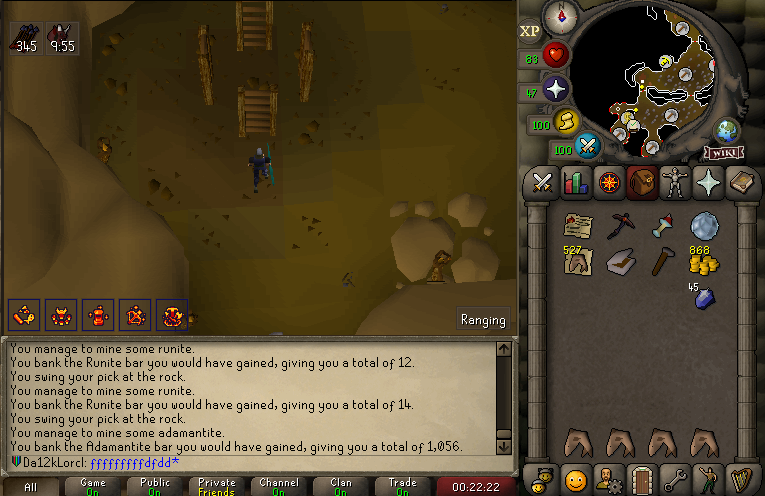 345 9:55
XP
83
47
100
100
WIKI
527
868
45
Ranging
You manage to mine some runite.
You bank the Runite bar you would have gained, giving you a total of 12.
You swing your pick at the rock.
You manage to mine some runite.
You bank the Runite bar you would have gained, giving you a total of 14.
You swing your pick at the rock.
You manage to mine some adamantite.
You bank the Adamantite bar you would have gained, giving you a total of 1,056.
Da12kLorcl: fffffffffdfdd*
All Game Public Private Channel Clan Trade 00:22:22
On On Friends On On On